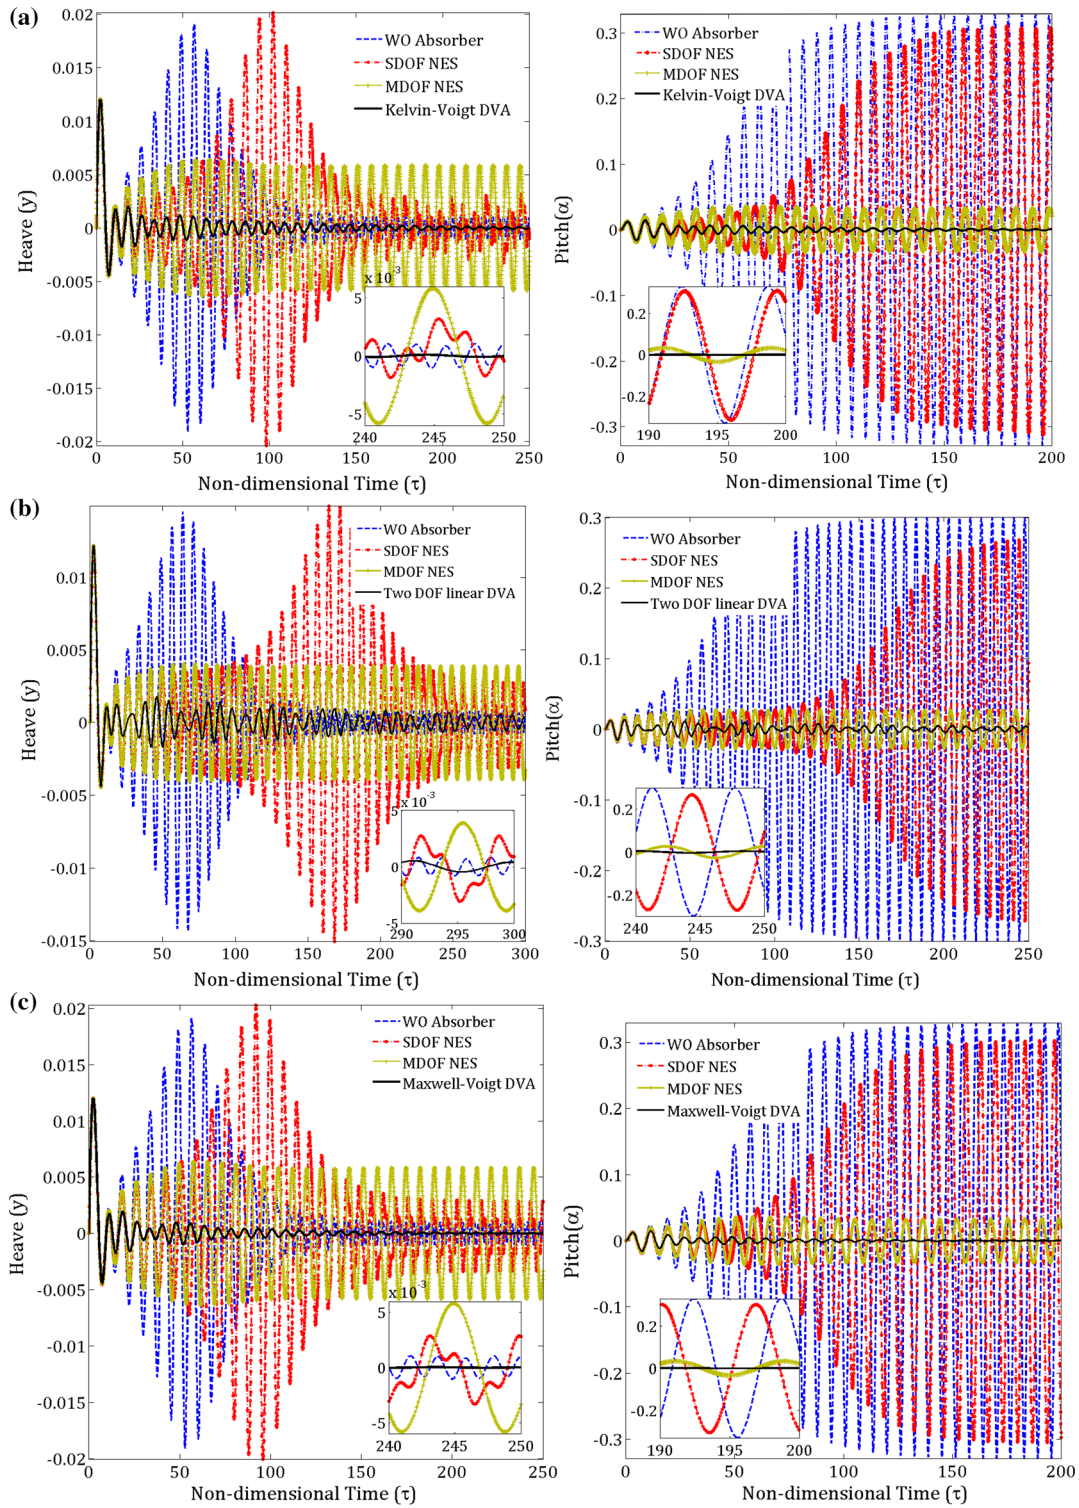 (a)
0.02
0.015
0.01
0.005
0
-0.005
-0.01
-0.015
-0.02
Heave (y)
WO Absorber
SDOF NES
MDOF NES
Kelvin-Voigt DVA
x 10-3
5
0
-5
240 245 250
0 50 100 150 200 250
Non-dimensional Time (τ)
0.3
0.2
0.1
0
-0.1
-0.2
-0.3
Pitch(α)
WO Absorber
SDOF NES
MDOF NES
Kelvin-Voigt DVA
0.2
0
-0.2
190 195 200
0 50 100 150 200
Non-dimensional Time (τ)
(b)
0.01
0.005
0
-0.005
-0.01
-0.015
Heave (y)
WO Absorber
SDOF NES
MDOF NES
Two DOF linear DVA
x 10-3
5
0
-5
290 295 300
0 50 100 150 200 250 300
Non-dimensional Time (τ)
0.3
0.2
0.1
0
-0.1
-0.2
-0.3
Pitch(α)
WO Absorber
SDOF NES
MDOF NES
Two DOF linear DVA
0.2
0
-0.2
240 245 250
0 50 100 150 200 250
Non-dimensional Time (τ)
(c)
0.02
0.015
0.01
0.005
0
-0.005
-0.01
-0.015
-0.02
Heave (y)
WO Absorber
SDOF NES
MDOF NES
Maxwell-Voigt DVA
x 10-3
5
0
-5
240 245 250
0 50 100 150 200 250
Non-dimensional Time (τ)
0.3
0.2
0.1
0
-0.1
-0.2
-0.3
Pitch(α)
WO Absorber
SDOF NES
MDOF NES
Maxwell-Voigt DVA
0.2
0
-0.2
190 195 200
0 50 100 150 200
Non-dimensional Time (τ)